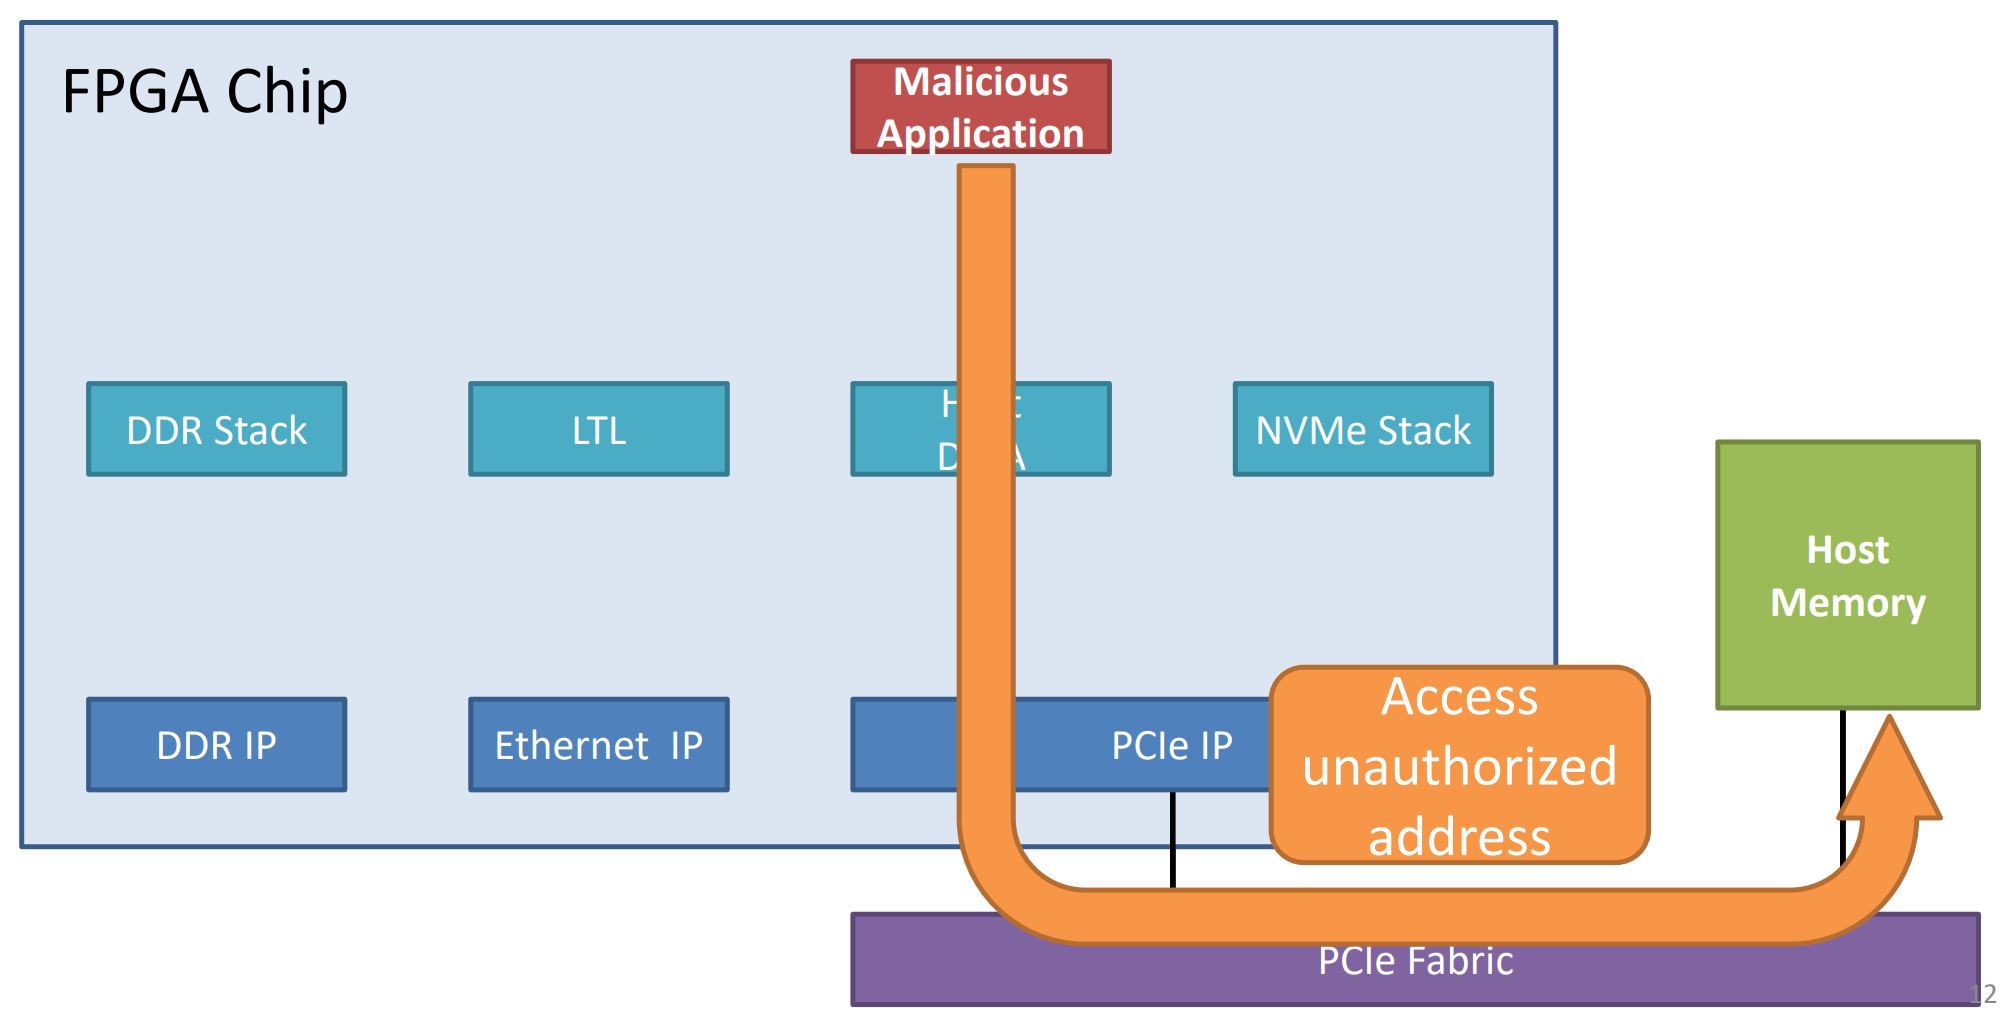 FPGA Chip
Malicious
Application
DDR Stack
LTL
NVMe Stack
Host
Memory
DDR IP
Ethernet IP
PCIe IP
Access
unauthorized
address
PCIe Fabric
12